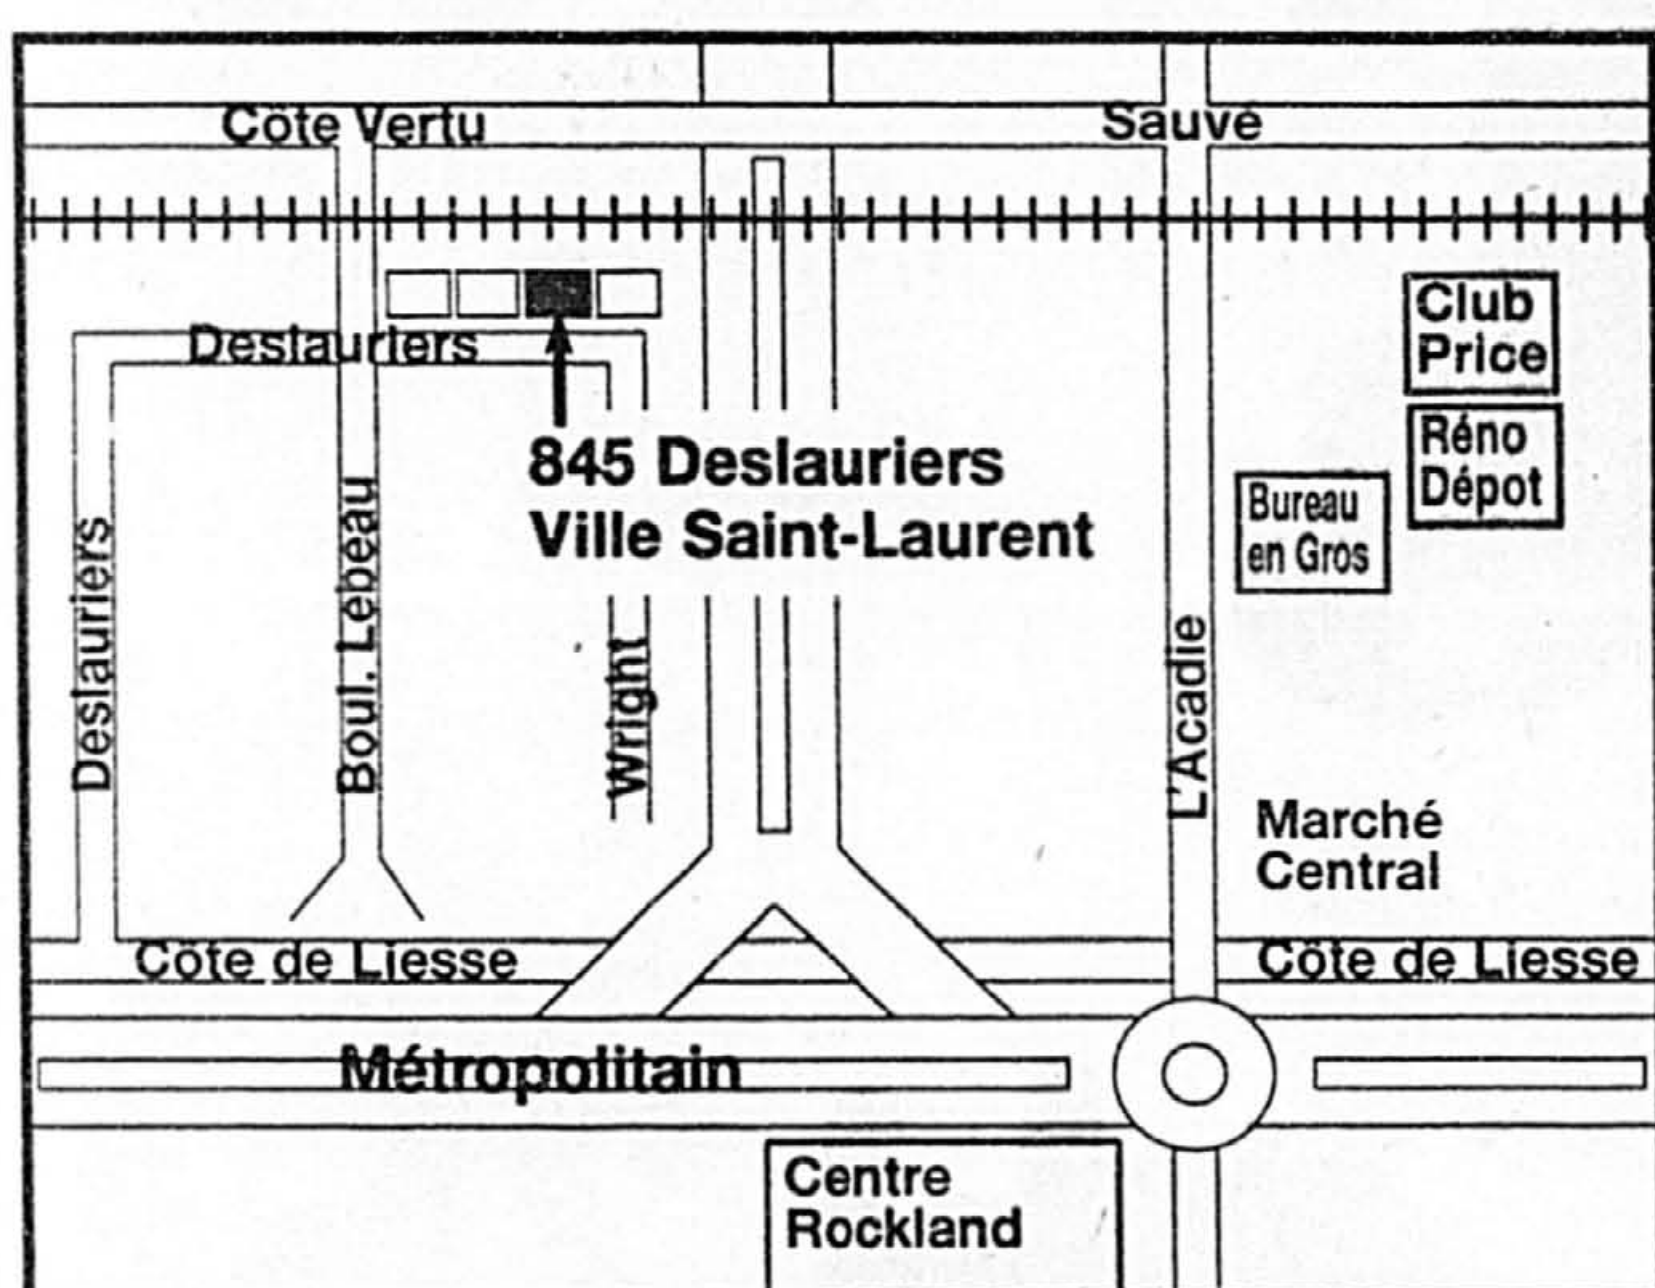 Côte Vertu
Sauvé
Deslauriers
Club
Price
Réno
Dépot
Bureau
en Gros
845 Deslauriers
Ville Saint-Laurent
Deslauriers
Boul. Lebeau
Wright
L'Acadie
Marché
Central
Côte de Liesse
Côte de Liesse
Métropolitain
Centre
Rockland